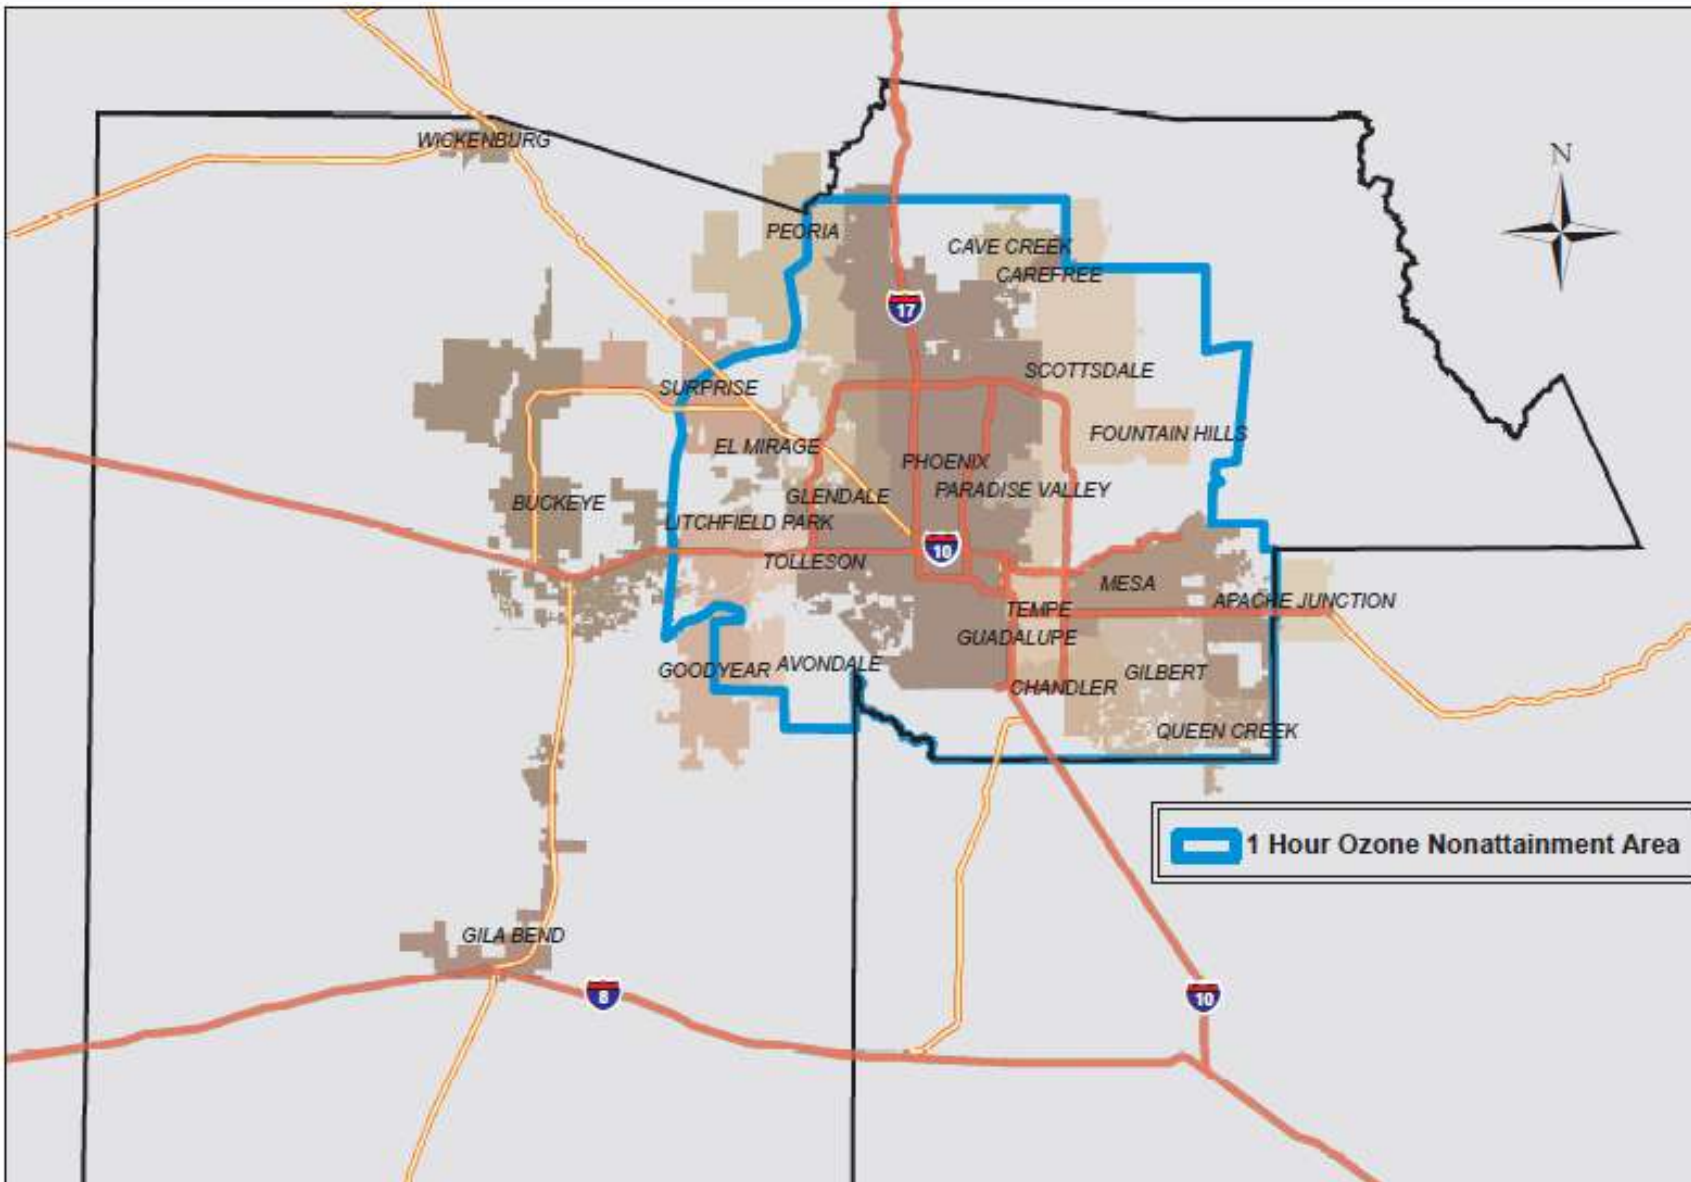 WICKENBURG
N
PEORIA
CAVE CREEK
CAREFREE
17
SCOTTSDALE
SURPRISE
FOUNTAIN HILLS
EL MIRAGE
PHOENIX
PARADISE VALLEY
GLENDALE
BUCKEYE
LITCHFIELD PARK
10
TOLLESON
MESA
APACHE JUNCTION
TEMPE
GUADALUPE
AVONDALE
GOODYEAR
GILBERT
CHANDLER
QUEEN CREEK
1 Hour Ozone Nonattainment Area
GILA BEND
8
10